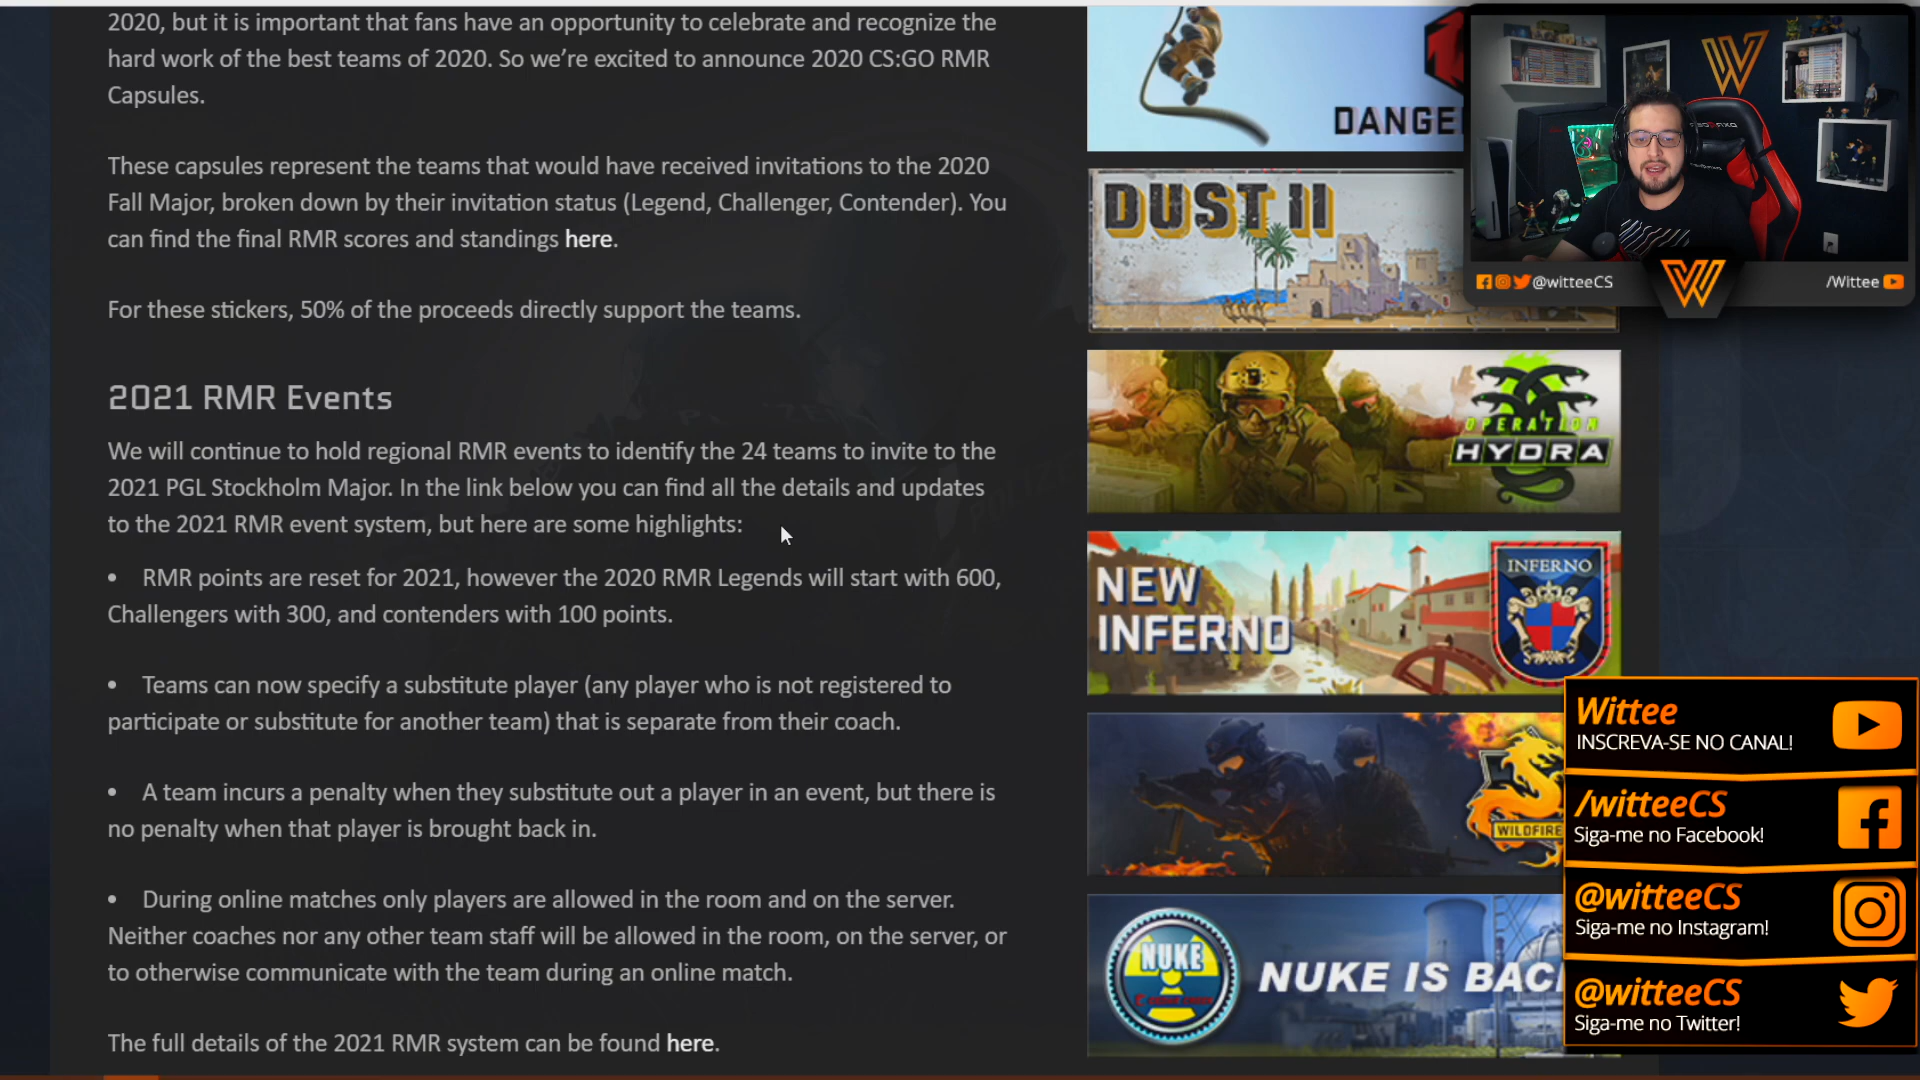 2020, but it is important that fans have an opportunity to celebrate and recognize the
hard work of the best teams of 2020. So we're excited to announce 2020 CS:GO RMR
Capsules.
These capsules represent the teams that would have received invitations to the 2020
Fall Major, broken down by their invitation status (Legend, Challenger, Contender). You
can find the final RMR scores and standings here.
For these stickers, 50% of the proceeds directly support the teams.
2021 RMR Events
We will continue to hold regional RMR events to identify the 24 teams to invite to the
2021 PGL Stockholm Major. In the link below you can find all the details and updates
to the 2021 RMR event system, but here are some highlights:
• RMR points are reset for 2021, however the 2020 RMR Legends will start with 600,
Challengers with 300, and contenders with 100 points.
• Teams can now specify a substitute player (any player who is not registered to
participate or substitute for another team) that is separate from their coach.
• A team incurs a penalty when they substitute out a player in an event, but there is
no penalty when that player is brought back in.
• During online matches only players are allowed in the room and on the server.
Neither coaches nor any other team staff will be allowed in the room, on the server, or
to otherwise communicate with the team during an online match.
The full details of the 2021 RMR system can be found here.
DANGE
DUST II
OPERATION
HYDRA
NEW
INFERNO
INFERNO
WILDFIRE
NUKE
NUKE IS BAC
@witteeCS
/Wittee
Wittee
INSCREVA-SE NO CANAL!
/witteeCS
Siga-me no Facebook!
@witteeCS
Siga-me no Instagram!
@witteeCS
Siga-me no Twitter!